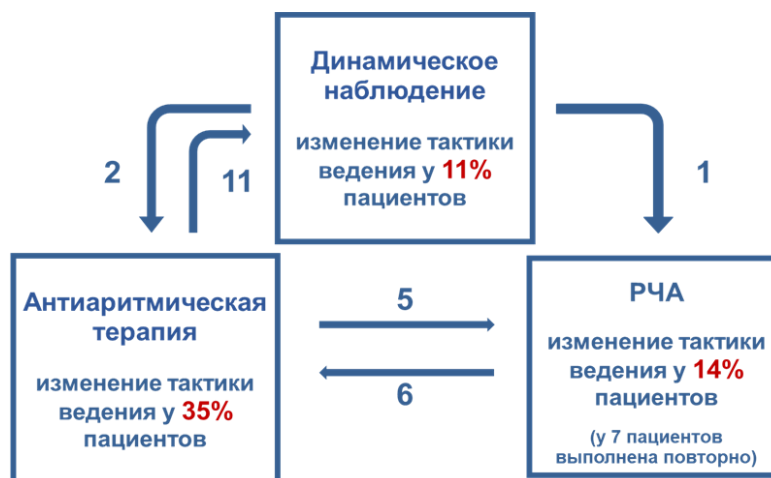 Динамическое
наблюдение
изменение тактики
ведения у 11%
пациентов
2
11
1
Антиаритмическая
терапия
изменение тактики
ведения у 35%
пациентов
5
6
РЧА
изменение тактики
ведения у 14%
пациентов
(у 7 пациентов
выполнена повторно)